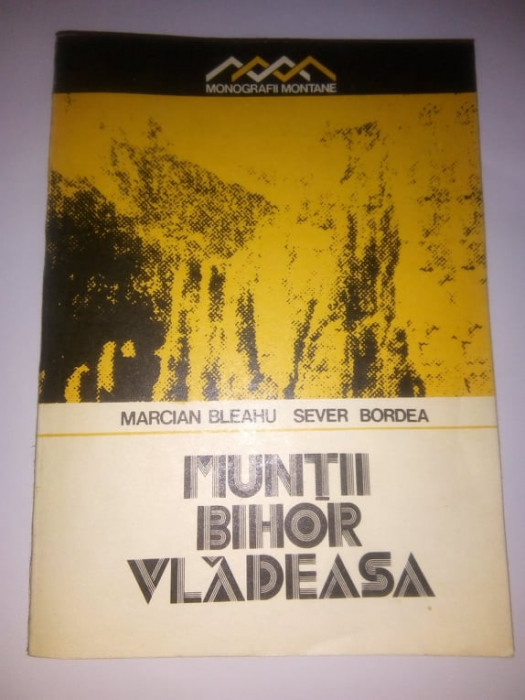 MONOGRAFII MONTANE
MARCIAN BLEAHU SEVER BORDEA
MUNȚII
BIHOR
VLĂDEASA